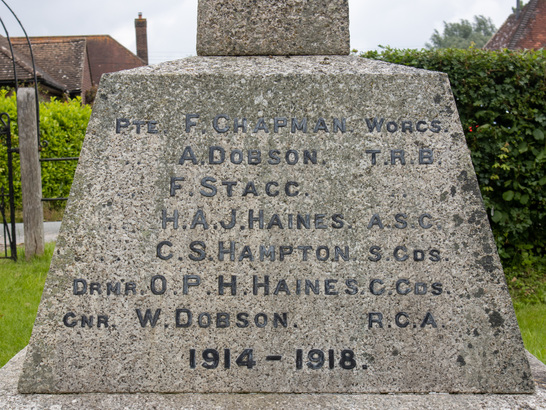 PTE F. CHAPMAN WORCS.
A. DOBSON. T.R.B.
F. STAGG.
H.A.J. HAINES. A.S.C.
C.S. HAMPTON. S. GDS.
DRMR. O.P.H. HAINES. G. GDS.
GNR. W. DOBSON. R.G.A.
1914 – 1918.